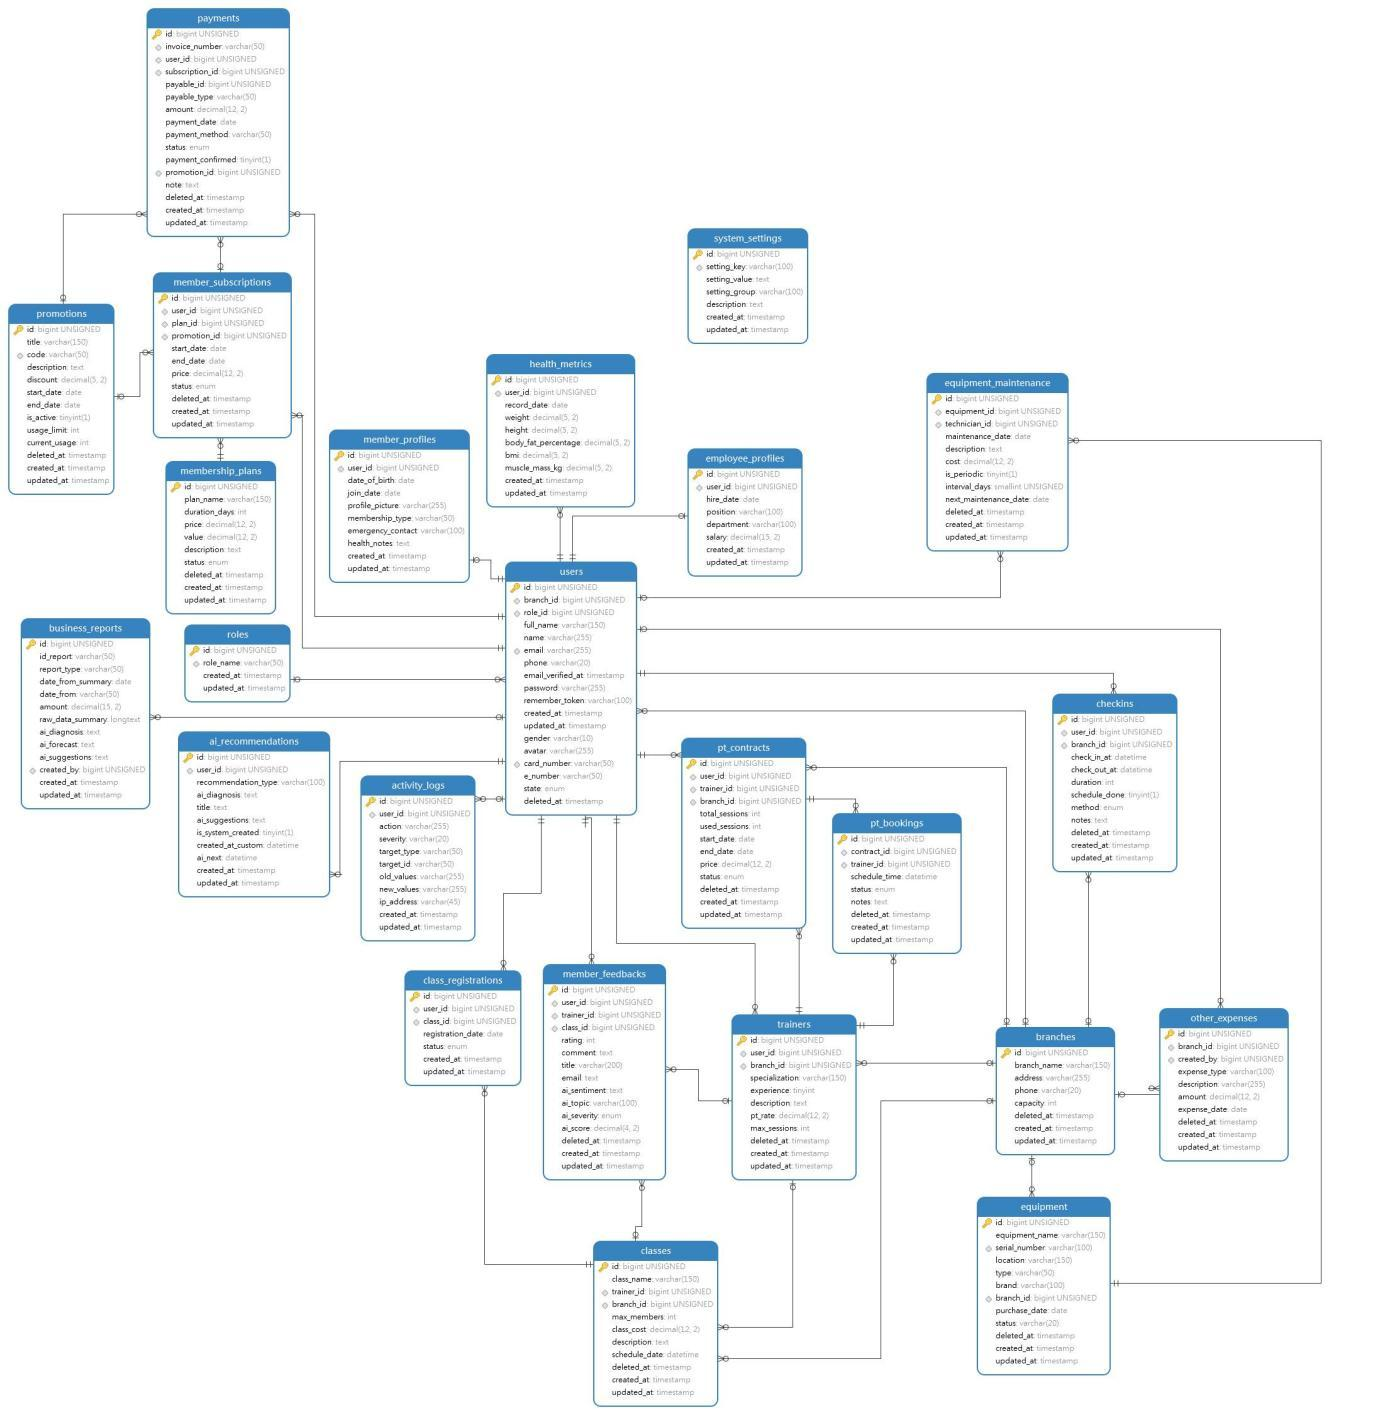 payments
id: bigint UNSIGNED
invoice_number: varchar(50)
user_id: bigint UNSIGNED
subscription_id: bigint UNSIGNED
payable_id: bigint UNSIGNED
payable_type: varchar(50)
amount: decimal(12, 2)
payment_date: date
payment_method: varchar(50)
status: enum
payment_confirmed: tinyint(1)
promotion_id: bigint UNSIGNED
note: text
deleted_at: timestamp
created_at: timestamp
updated_at: timestamp
system_settings
id: bigint UNSIGNED
setting_key: varchar(100)
setting_value: text
setting_group: varchar(100)
description: text
created_at: timestamp
updated_at: timestamp
member_subscriptions
id: bigint UNSIGNED
user_id: bigint UNSIGNED
plan_id: bigint UNSIGNED
promotion_id: bigint UNSIGNED
start_date: date
end_date: date
price: decimal(12, 2)
status: enum
deleted_at: timestamp
created_at: timestamp
updated_at: timestamp
promotions
id: bigint UNSIGNED
title: varchar(150)
code: varchar(50)
description: text
discount: decimal(5, 2)
start_date: date
end_date: date
is_active: tinyint(1)
usage_limit: int
current_usage: int
deleted_at: timestamp
created_at: timestamp
updated_at: timestamp
health_metrics
id: bigint UNSIGNED
user_id: bigint UNSIGNED
record_date: date
weight: decimal(5, 2)
height: decimal(5, 2)
body_fat_percentage: decimal(5, 2)
bmi: decimal(5, 2)
muscle_mass_kg: decimal(5, 2)
created_at: timestamp
updated_at: timestamp
equipment_maintenance
id: bigint UNSIGNED
equipment_id: bigint UNSIGNED
technician_id: bigint UNSIGNED
maintenance_date: date
description: text
cost: decimal(12, 2)
is_periodic: tinyint(1)
interval_days: smallint UNSIGNED
next_maintenance_date: date
deleted_at: timestamp
created_at: timestamp
updated_at: timestamp
member_profiles
id: bigint UNSIGNED
user_id: bigint UNSIGNED
date_of_birth: date
join_date: date
profile_picture: varchar(255)
membership_type: varchar(50)
emergency_contact: varchar(100)
health_notes: text
created_at: timestamp
updated_at: timestamp
employee_profiles
id: bigint UNSIGNED
user_id: bigint UNSIGNED
hire_date: date
position: varchar(100)
department: varchar(100)
salary: decimal(15, 2)
created_at: timestamp
updated_at: timestamp
membership_plans
id: bigint UNSIGNED
plan_name: varchar(150)
duration_days: int
price: decimal(12, 2)
value: decimal(12, 2)
description: text
status: enum
deleted_at: timestamp
created_at: timestamp
updated_at: timestamp
users
id: bigint UNSIGNED
branch_id: bigint UNSIGNED
role_id: bigint UNSIGNED
full_name: varchar(150)
name: varchar(255)
email: varchar(255)
phone: varchar(20)
email_verified_at: timestamp
password: varchar(255)
remember_token: varchar(100)
created_at: timestamp
updated_at: timestamp
gender: varchar(10)
avatar: varchar(255)
card_number: varchar(50)
e_number: varchar(50)
state: enum
deleted_at: timestamp
business_reports
id: bigint UNSIGNED
id_report: varchar(50)
report_type: varchar(50)
date_from_summary: date
date_from: varchar(50)
amount: decimal(15, 2)
raw_data_summary: longtext
ai_diagnosis: text
ai_forecast: text
ai_suggestions: text
created_by: bigint UNSIGNED
created_at: timestamp
updated_at: timestamp
roles
id: bigint UNSIGNED
role_name: varchar(50)
created_at: timestamp
updated_at: timestamp
checkins
id: bigint UNSIGNED
user_id: bigint UNSIGNED
branch_id: bigint UNSIGNED
check_in_at: datetime
check_out_at: datetime
duration: int
schedule_done: tinyint(1)
method: enum
notes: text
deleted_at: timestamp
created_at: timestamp
updated_at: timestamp
ai_recommendations
id: bigint UNSIGNED
user_id: bigint UNSIGNED
recommendation_type: varchar(100)
ai_diagnosis: text
title: text
ai_suggestions: text
is_system_created: tinyint(1)
created_at_custom: datetime
ai_next: datetime
created_at: timestamp
updated_at: timestamp
pt_contracts
id: bigint UNSIGNED
user_id: bigint UNSIGNED
trainer_id: bigint UNSIGNED
branch_id: bigint UNSIGNED
total_sessions: int
used_sessions: int
start_date: date
end_date: date
price: decimal(12, 2)
status: enum
deleted_at: timestamp
created_at: timestamp
updated_at: timestamp
activity_logs
id: bigint UNSIGNED
user_id: bigint UNSIGNED
action: varchar(255)
severity: varchar(20)
target_type: varchar(50)
target_id: varchar(50)
old_values: varchar(255)
new_values: varchar(255)
ip_address: varchar(45)
created_at: timestamp
updated_at: timestamp
pt_bookings
id: bigint UNSIGNED
contract_id: bigint UNSIGNED
trainer_id: bigint UNSIGNED
schedule_time: datetime
status: enum
notes: text
deleted_at: timestamp
created_at: timestamp
updated_at: timestamp
class_registrations
id: bigint UNSIGNED
user_id: bigint UNSIGNED
class_id: bigint UNSIGNED
registration_date: date
status: enum
created_at: timestamp
updated_at: timestamp
member_feedbacks
id: bigint UNSIGNED
user_id: bigint UNSIGNED
trainer_id: bigint UNSIGNED
class_id: bigint UNSIGNED
rating: int
comment: text
title: varchar(200)
email: text
ai_sentiment: text
ai_topic: varchar(100)
ai_severity: enum
ai_score: decimal(4, 2)
deleted_at: timestamp
created_at: timestamp
updated_at: timestamp
trainers
id: bigint UNSIGNED
user_id: bigint UNSIGNED
branch_id: bigint UNSIGNED
specialization: varchar(150)
experience: tinyint
description: text
pt_rate: decimal(12, 2)
max_sessions: int
deleted_at: timestamp
created_at: timestamp
updated_at: timestamp
branches
id: bigint UNSIGNED
branch_name: varchar(150)
address: varchar(255)
phone: varchar(20)
capacity: int
deleted_at: timestamp
created_at: timestamp
updated_at: timestamp
other_expenses
id: bigint UNSIGNED
branch_id: bigint UNSIGNED
created_by: bigint UNSIGNED
expense_type: varchar(100)
description: varchar(255)
amount: decimal(12, 2)
expense_date: date
deleted_at: timestamp
created_at: timestamp
updated_at: timestamp
equipment
id: bigint UNSIGNED
equipment_name: varchar(150)
serial_number: varchar(100)
location: varchar(150)
type: varchar(50)
brand: varchar(100)
branch_id: bigint UNSIGNED
purchase_date: date
status: varchar(20)
deleted_at: timestamp
created_at: timestamp
updated_at: timestamp
classes
id: bigint UNSIGNED
class_name: varchar(150)
trainer_id: bigint UNSIGNED
branch_id: bigint UNSIGNED
max_members: int
class_cost: decimal(12, 2)
description: text
schedule_date: datetime
deleted_at: timestamp
created_at: timestamp
updated_at: timestamp